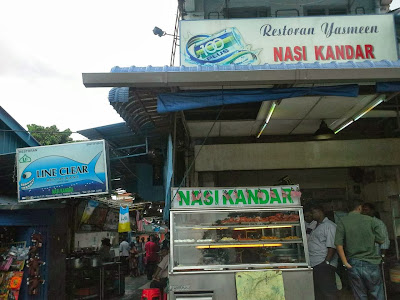 Restoran Yasmeen
NASI KANDAR
LINE CLEAR
NASI KANDAR